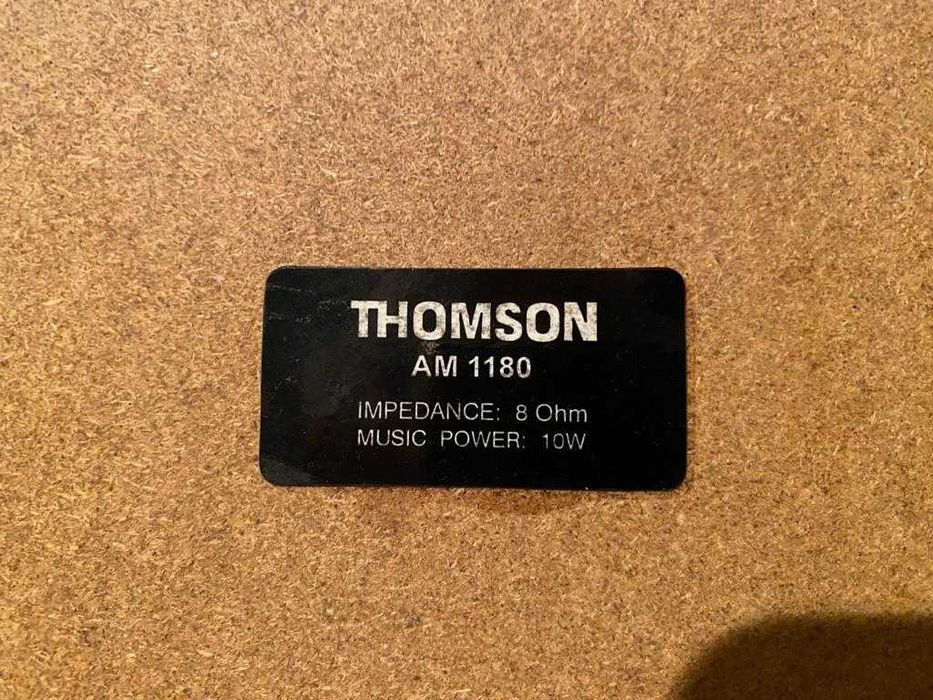 THOMSON
AM 1180
IMPEDANCE: 8 Ohm
MUSIC POWER: 10W